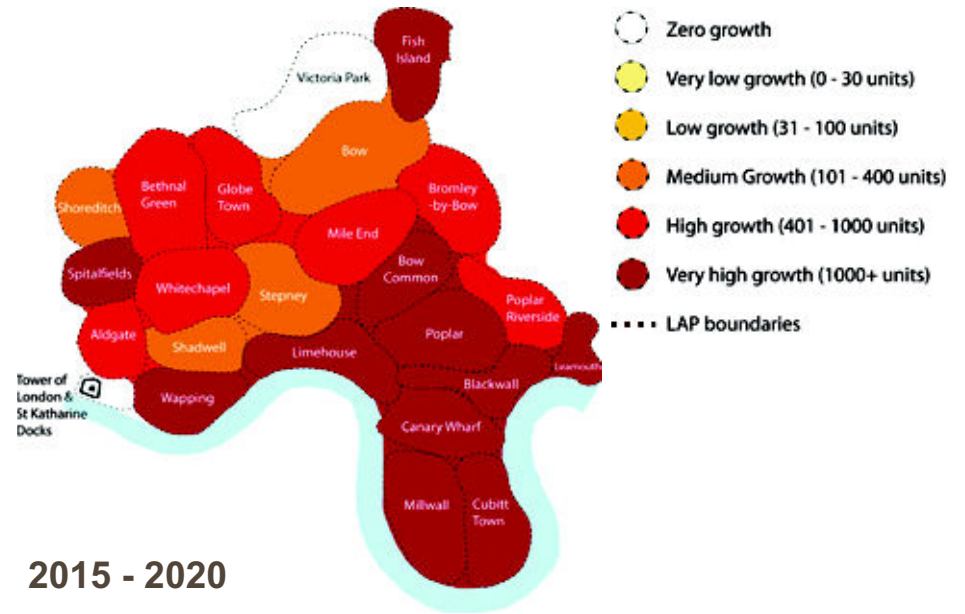 Fish
Island
Victoria Park
Bow
Bethnal
Green
Globe
Town
Bromley
-by-Bow
Shoreditch
Mile End
Spitalfields
Bow
Common
Whitechapel
Stepney
Poplar
Riverside
Aldgate
Poplar
Shadwell
Limehouse
Leamouth
Blackwall
Tower of
London &
St Katharine
Docks
Wapping
Canary Wharf
Millwall
Cubitt
Town
2015 - 2020
Zero growth
Very low growth (0 - 30 units)
Low growth (31 - 100 units)
Medium Growth (101 - 400 units)
High growth (401 - 1000 units)
Very high growth (1000+ units)
LAP boundaries